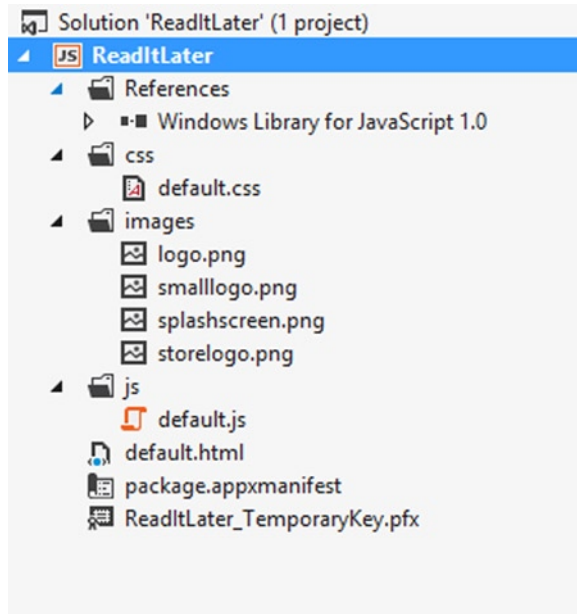 Solution 'ReadItLater' (1 project)
JS ReadItLater
References
Windows Library for JavaScript 1.0
css
default.css
images
logo.png
smalllogo.png
splashscreen.png
storelogo.png
js
default.js
default.html
package.appxmanifest
ReadItLater_TemporaryKey.pfx